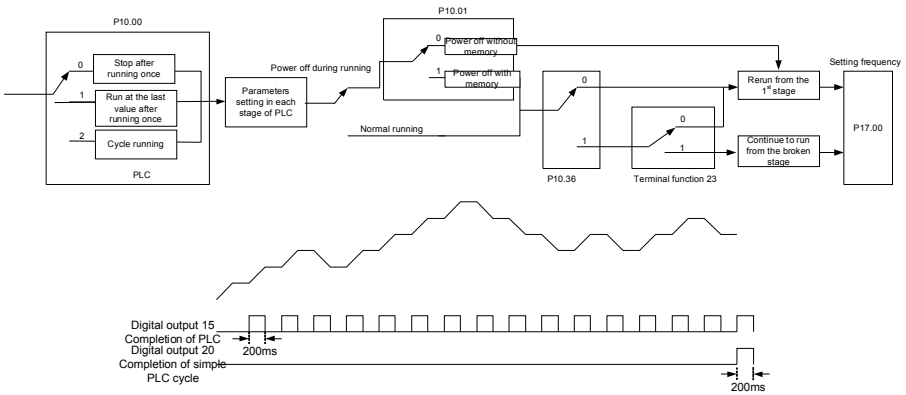 P10.00
0
Stop after
running once
1
Run at the last
value after
running once
2
Cycle running
PLC
Parameters
setting in each
stage of PLC
Power off during running
Normal running
P10.01
0
Power off without
memory
1
Power off with
memory
0
1
P10.36
0
1
Terminal function 23
Rerun from the
1st stage
Continue to run
from the broken
stage
Setting frequency
P17.00
Digital output 15
Completion of PLC
200ms
Digital output 20
Completion of simple
PLC cycle
200ms